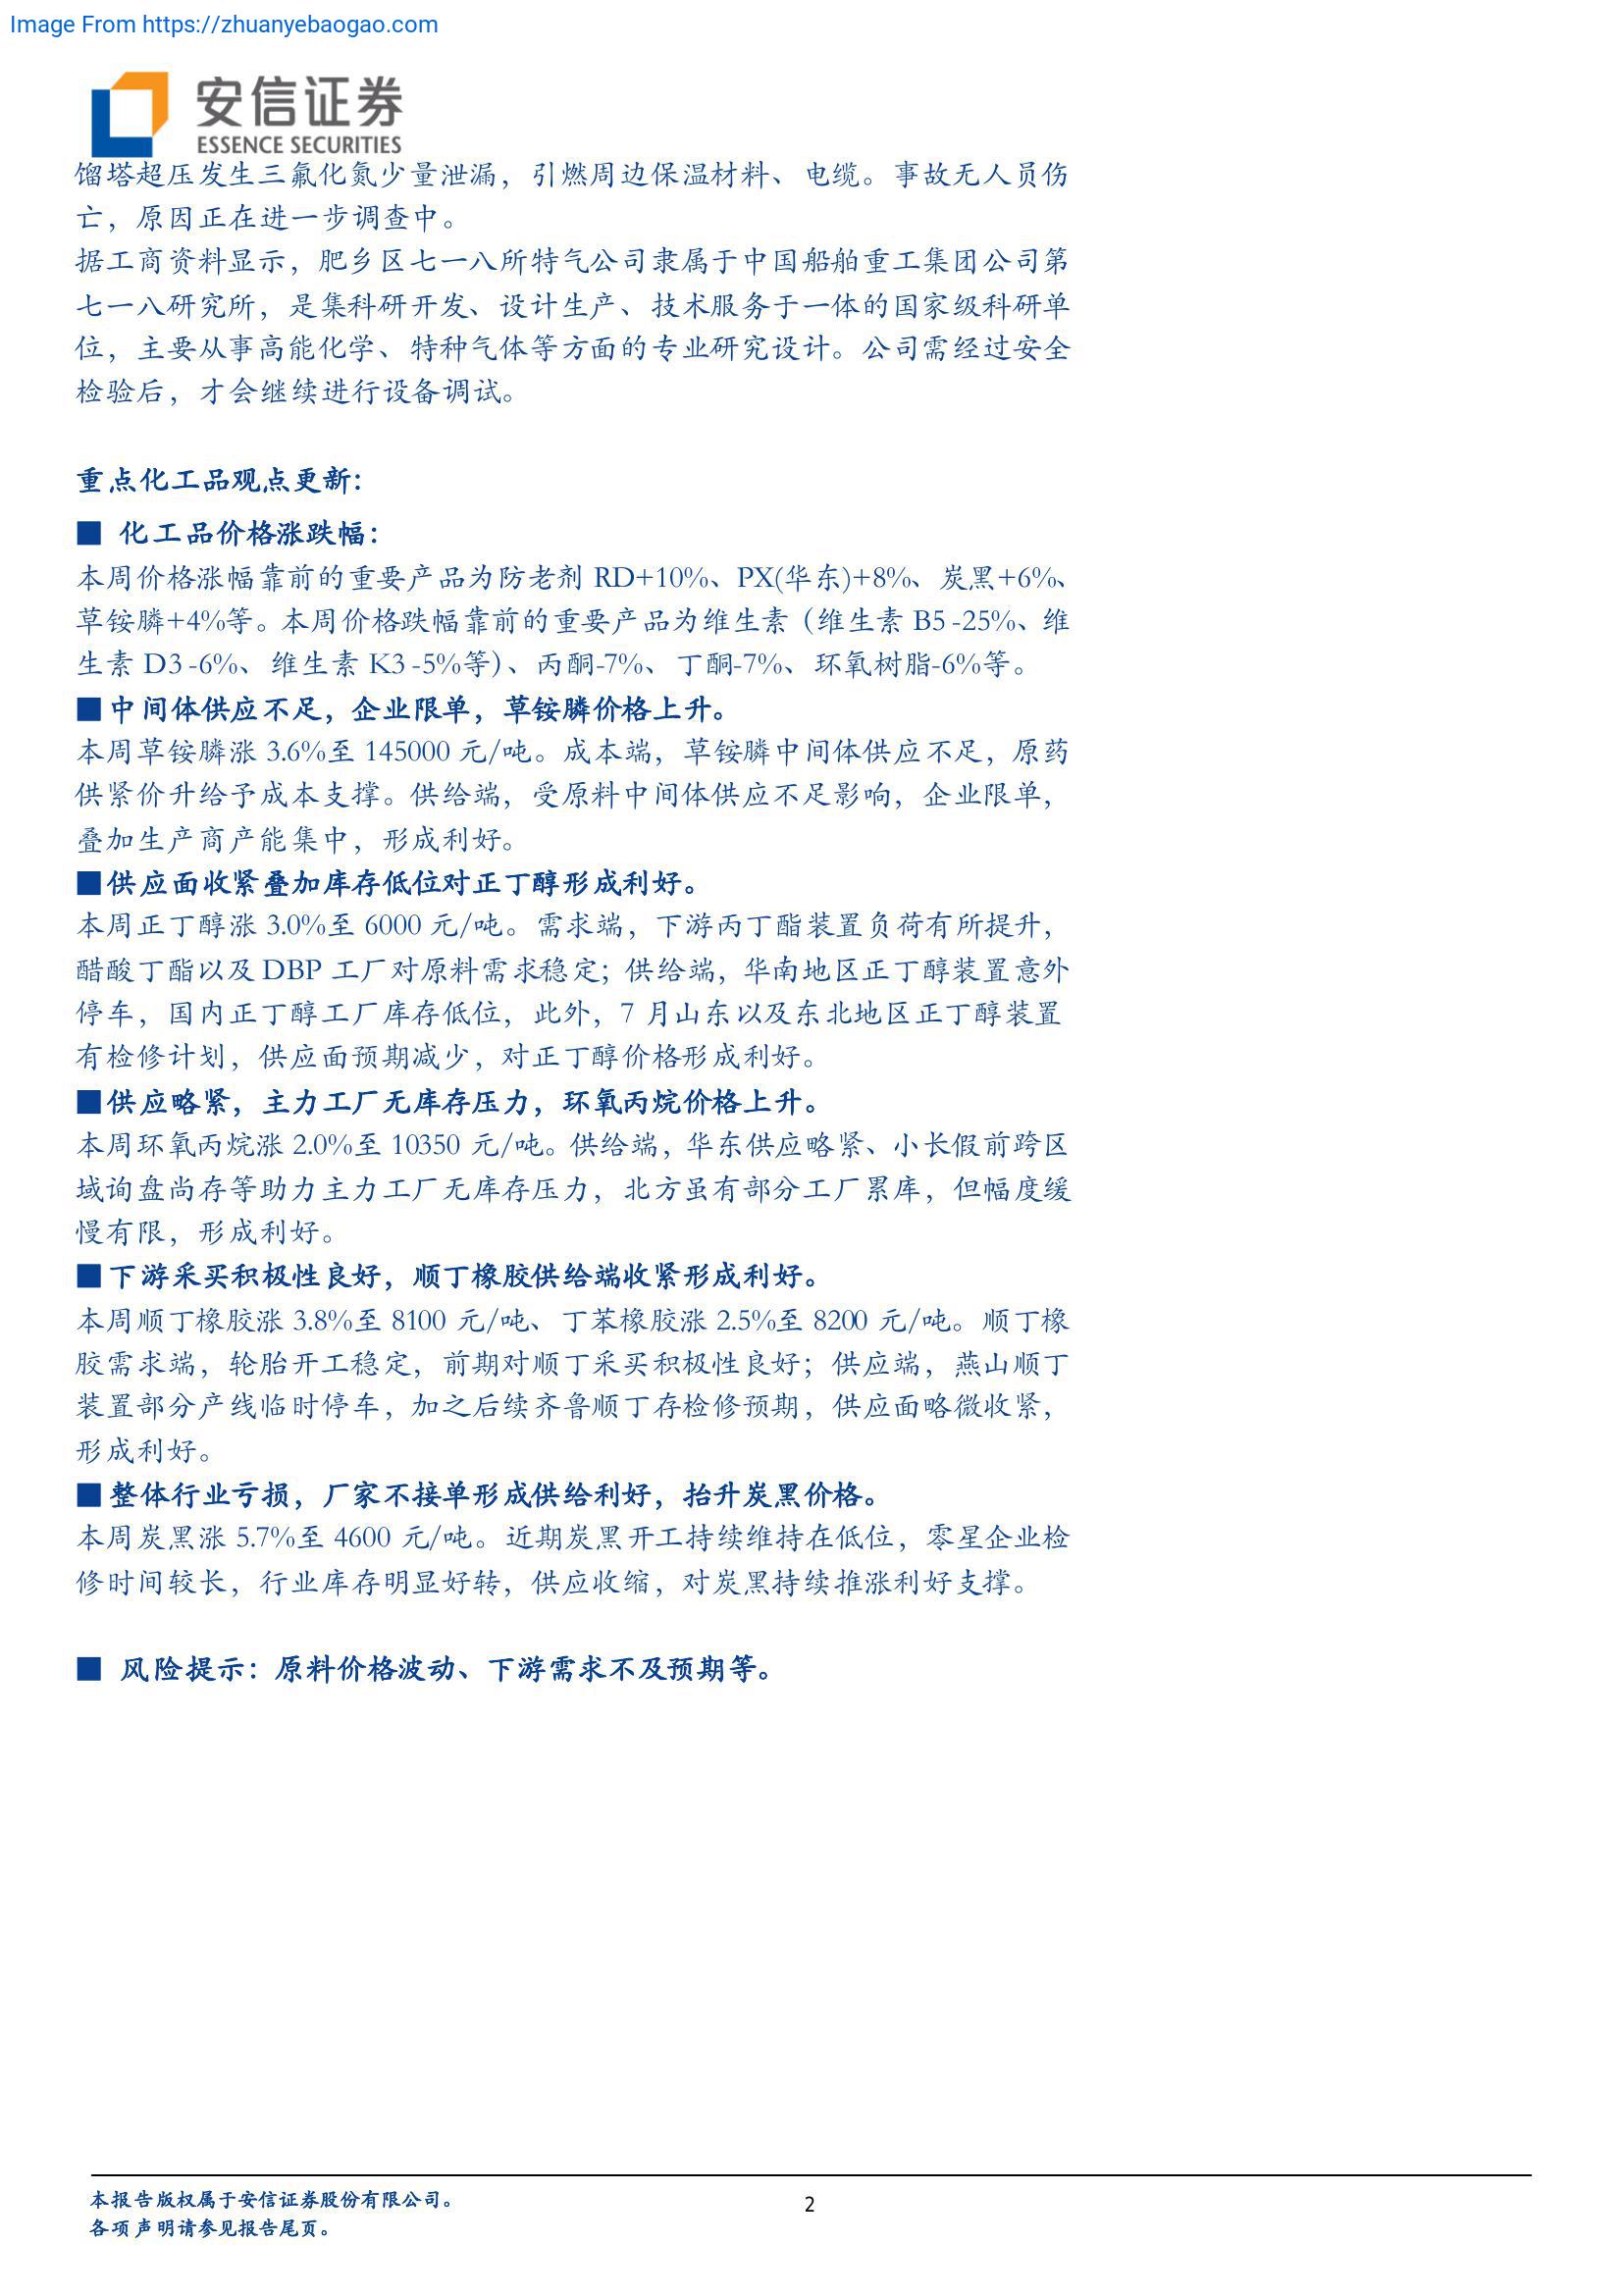 Image From https://zhuanyebaogao.com
安信证券
ESSENCE SECURITIES
馏塔超压发生三氟化氮少量泄漏，引燃周边保温材料、电缆。事故无人员伤
亡，原因正在进一步调查中。
据工商资料显示，肥乡区七一八所特气公司隶属于中国船舶重工集团公司第
七一八研究所，是集科研开发、设计生产、技术服务于一体的国家级科研单
位，主要从事高能化学、特种气体等方面的专业研究设计。公司需经过安全
检验后，才会继续进行设备调试。
重点化工品观点更新：
■ 化工品价格涨跌幅：
本周价格涨幅靠前的重要产品为防老剂 RD+10%、PX(华东)+8%、炭黑+6%、
草铵膦+4%等。本周价格跌幅靠前的重要产品为维生素（维生素 B5 -25%、维
生素 D3 -6%、维生素 K3 -5%等）、丙酮-7%、丁酮-7%、环氧树脂-6%等。
■中间体供应不足，企业限单，草铵膦价格上升。
本周草铵膦涨 3.6%至 145000 元/吨。成本端，草铵膦中间体供应不足，原药
供紧价升给予成本支撑。供给端，受原料中间体供应不足影响，企业限单，
叠加生产商产能集中，形成利好。
■供应面收紧叠加库存低位对正丁醇形成利好。
本周正丁醇涨 3.0%至 6000 元/吨。需求端，下游丙丁酯装置负荷有所提升，
醋酸丁酯以及 DBP 工厂对原料需求稳定；供给端，华南地区正丁醇装置意外
停车，国内正丁醇工厂库存低位，此外，7 月山东以及东北地区正丁醇装置
有检修计划，供应面预期减少，对正丁醇价格形成利好。
■供应略紧，主力工厂无库存压力，环氧丙烷价格上升。
本周环氧丙烷涨 2.0%至 10350 元/吨。供给端，华东供应略紧、小长假前跨区
域询盘尚存等助力主力工厂无库存压力，北方虽有部分工厂累库，但幅度缓
慢有限，形成利好。
■下游采买积极性良好，顺丁橡胶供给端收紧形成利好。
本周顺丁橡胶涨 3.8%至 8100 元/吨、丁苯橡胶涨 2.5%至 8200 元/吨。顺丁橡
胶需求端，轮胎开工稳定，前期对顺丁采买积极性良好；供应端，燕山顺丁
装置部分产线临时停车，加之后续齐鲁顺丁存检修预期，供应面略微收紧，
形成利好。
■整体行业亏损，厂家不接单形成供给利好，抬升炭黑价格。
本周炭黑涨 5.7%至 4600 元/吨。近期炭黑开工持续维持在低位，零星企业检
修时间较长，行业库存明显好转，供应收缩，对炭黑持续推涨利好支撑。
■ 风险提示：原料价格波动、下游需求不及预期等。
本报告版权属于安信证券股份有限公司。
各项声明请参见报告尾页。
2